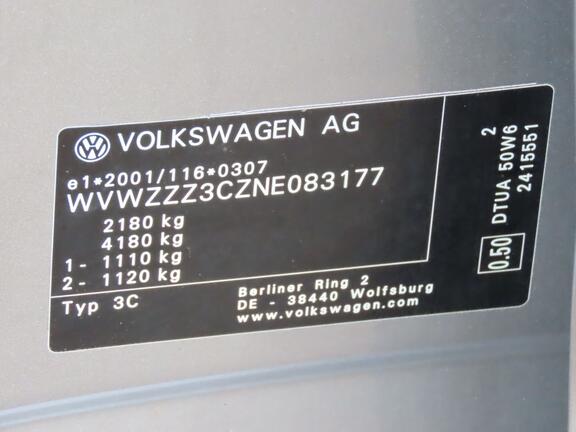 VOLKSWAGEN AG
e1*2001/116*0307
WVWZZZ3CZNE083177
2180 kg
4180 kg
1- 1110 kg
2- 1120 kg
Typ 3C
Berliner Ring 2
DE - 38440 Wolfsburg
www.volkswagen.com
0.50
2
DTUA 50W6
2415551